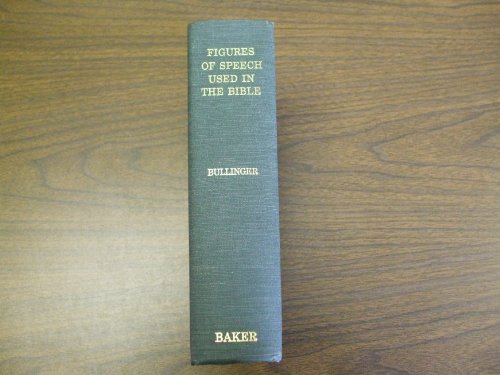 FIGURES
OF SPEECH
USED IN
THE BIBLE
BULLINGER
BAKER